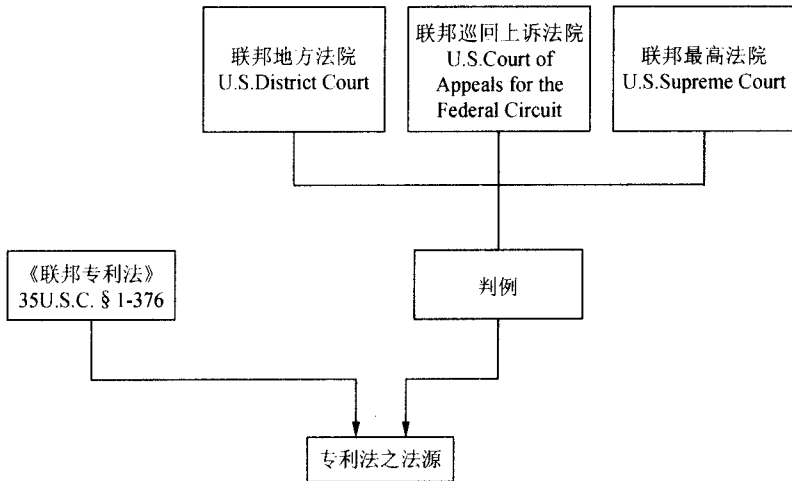 联邦地方法院
U.S.District Court
联邦巡回上诉法院
U.S.Court of
Appeals for the
Federal Circuit
联邦最高法院
U.S.Supreme Court
《联邦专利法》
35U.S.C. § 1-376
判例
专利法之法源